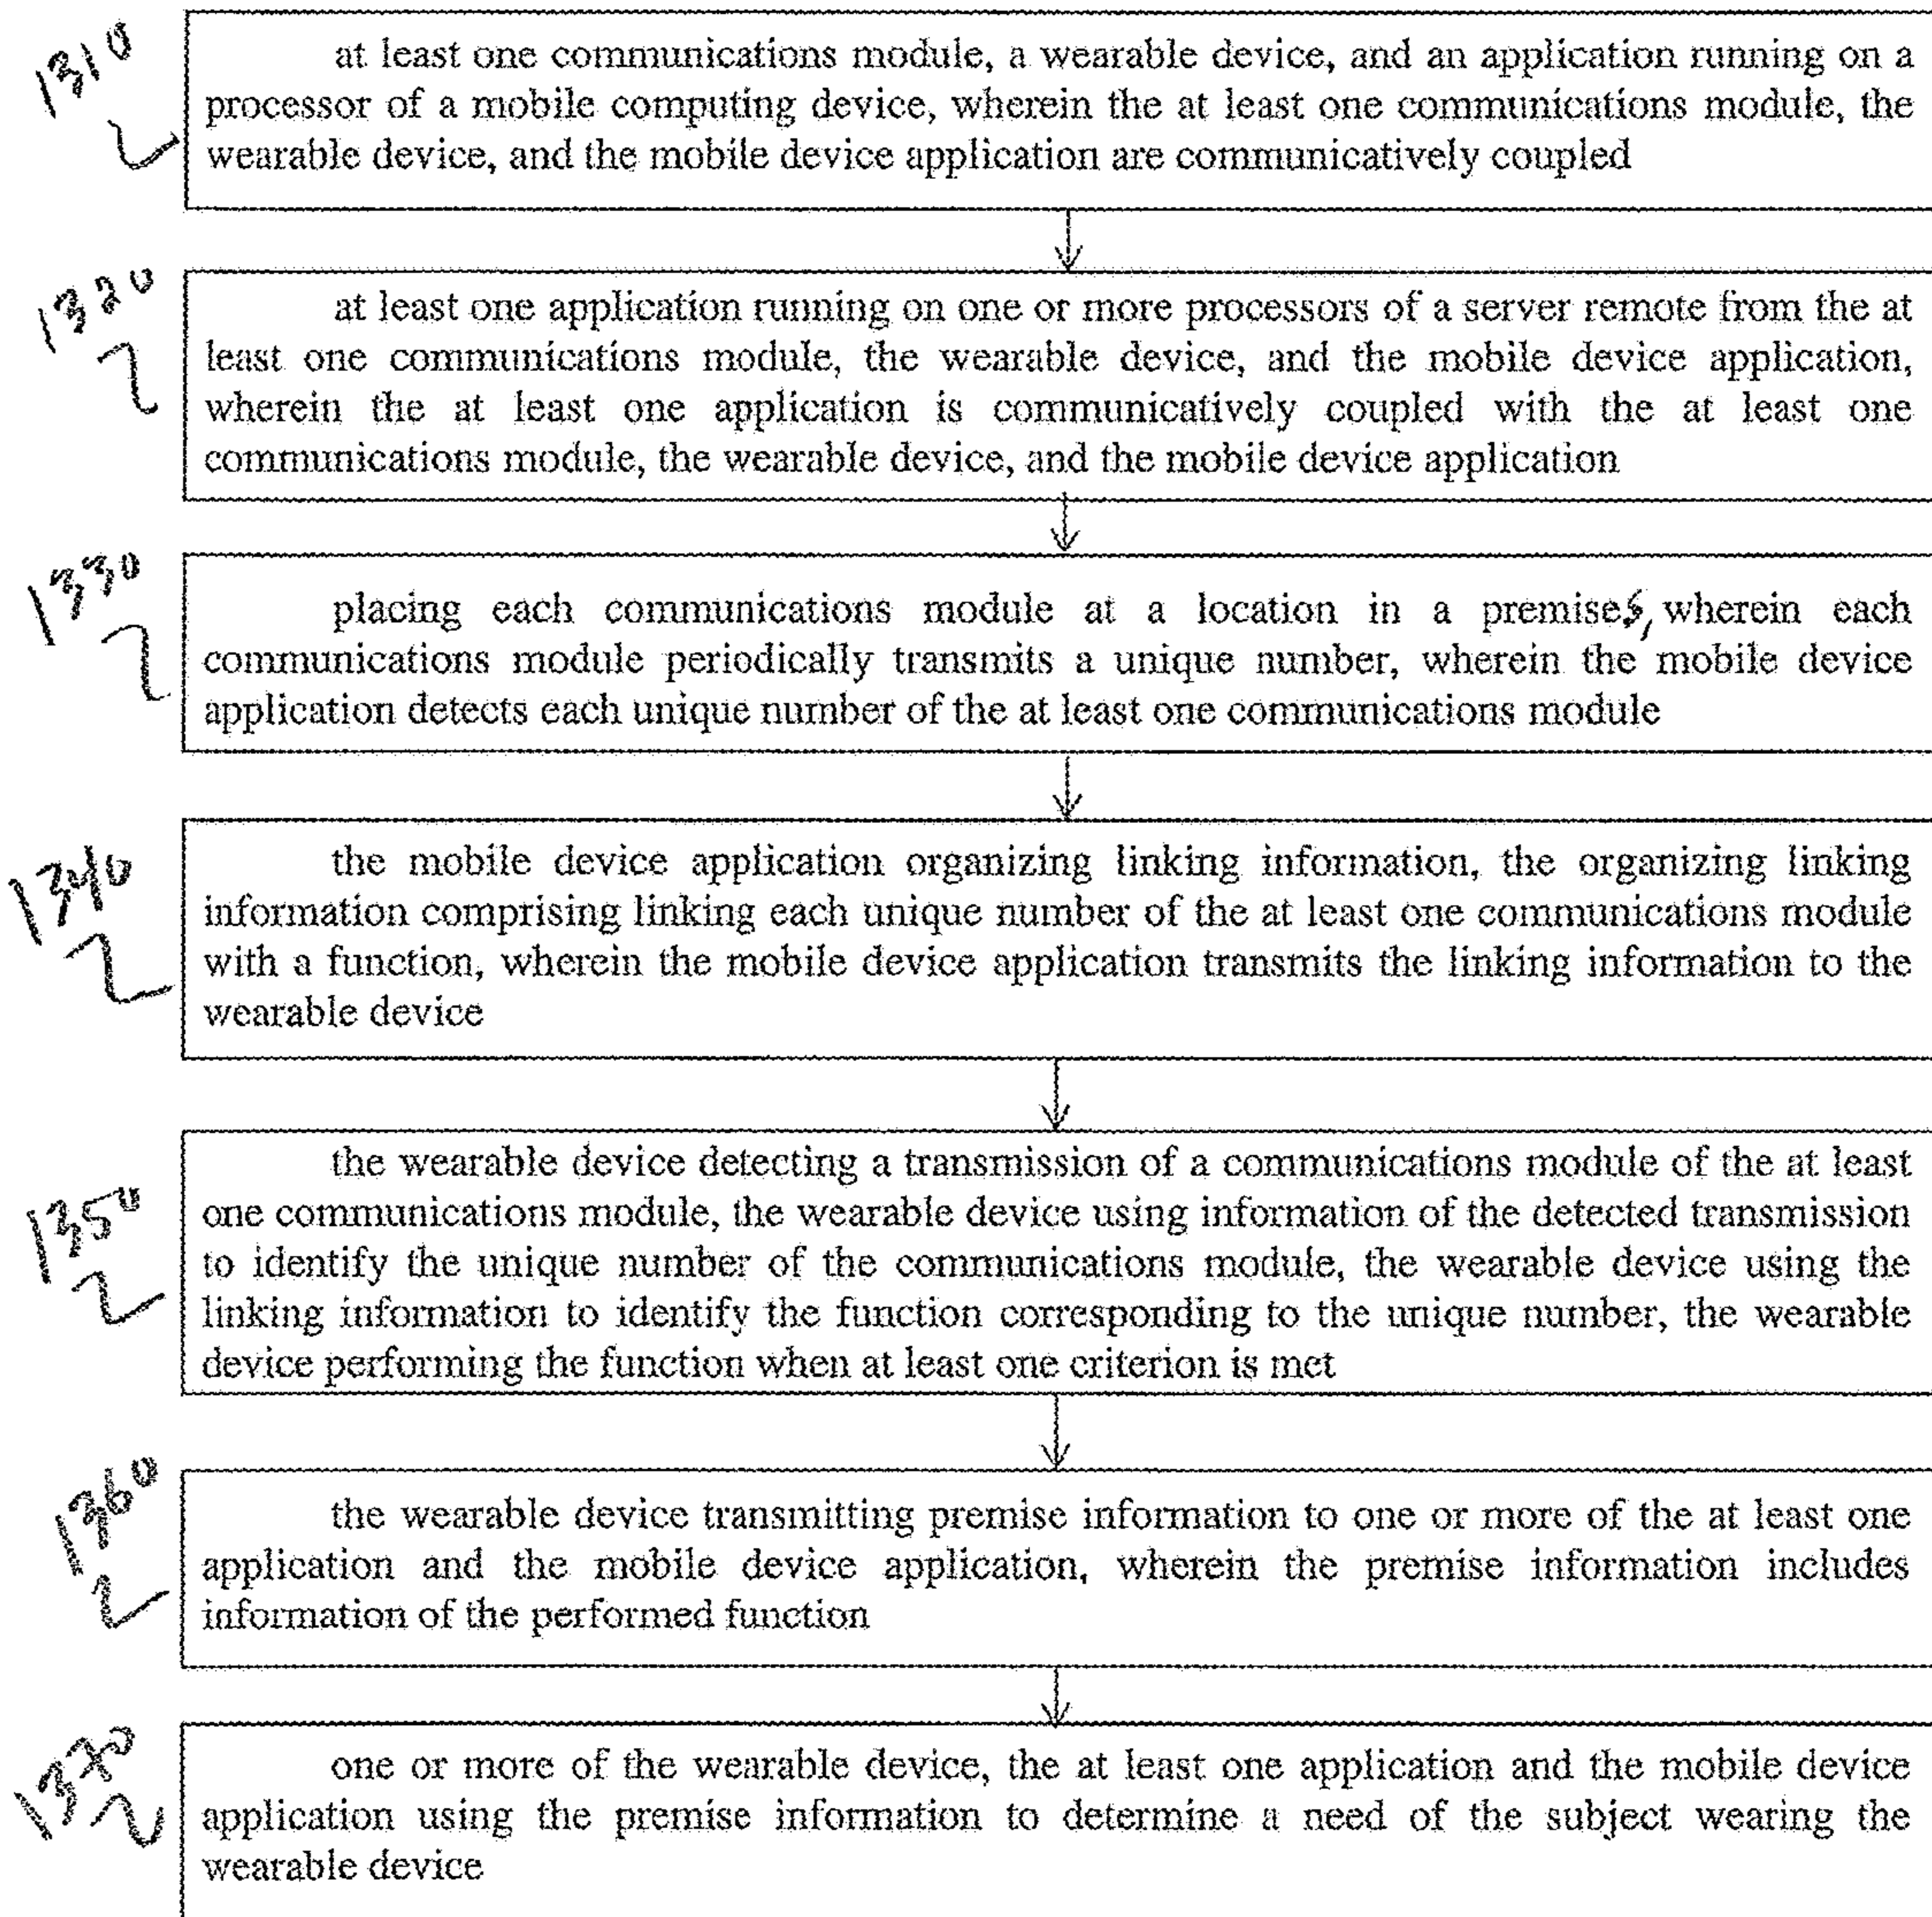 1310
at least one communications module, a wearable device, and an application running on a
processor of a mobile computing device, wherein the at least one communications module, the
wearable device, and the mobile device application are communicatively coupled
1320
at least one application running on one or more processors of a server remote from the at
least one communications module, the wearable device, and the mobile device application,
wherein the at least one application is communicatively coupled with the at least one
communications module, the wearable device, and the mobile device application
1330
placing each communications module at a location in a premises, wherein each
communications module periodically transmits a unique number, wherein the mobile device
application detects each unique number of the at least one communications module
1340
the mobile device application organizing linking information, the organizing linking
information comprising linking each unique number of the at least one communications module
with a function, wherein the mobile device application transmits the linking information to the
wearable device
1350
the wearable device detecting a transmission of a communications module of the at least
one communications module, the wearable device using information of the detected transmission
to identify the unique number of the communications module, the wearable device using the
linking information to identify the function corresponding to the unique number, the wearable
device performing the function when at least one criterion is met
1360
the wearable device transmitting premise information to one or more of the at least one
application and the mobile device application, wherein the premise information includes
information of the performed function
1370
one or more of the wearable device, the at least one application and the mobile device
application using the premise information to determine a need of the subject wearing the
wearable device